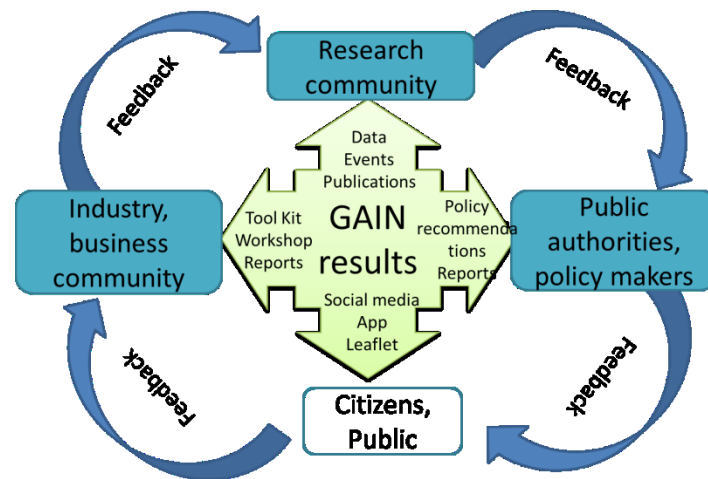 Research
community
Feedback
Feedback
Data
Events
Publications
Industry,
business
community
Tool Kit
Workshop
Reports
GAIN
results
Policy
recommenda
tions
Reports
Public
authorities,
policy makers
Social media
App
Leaflet
Feedback
Feedback
Citizens,
Public